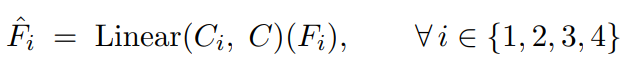 F̂ᵢ = Linear(Cᵢ, C)(Fᵢ), ∀ i ∈ {1, 2, 3, 4}